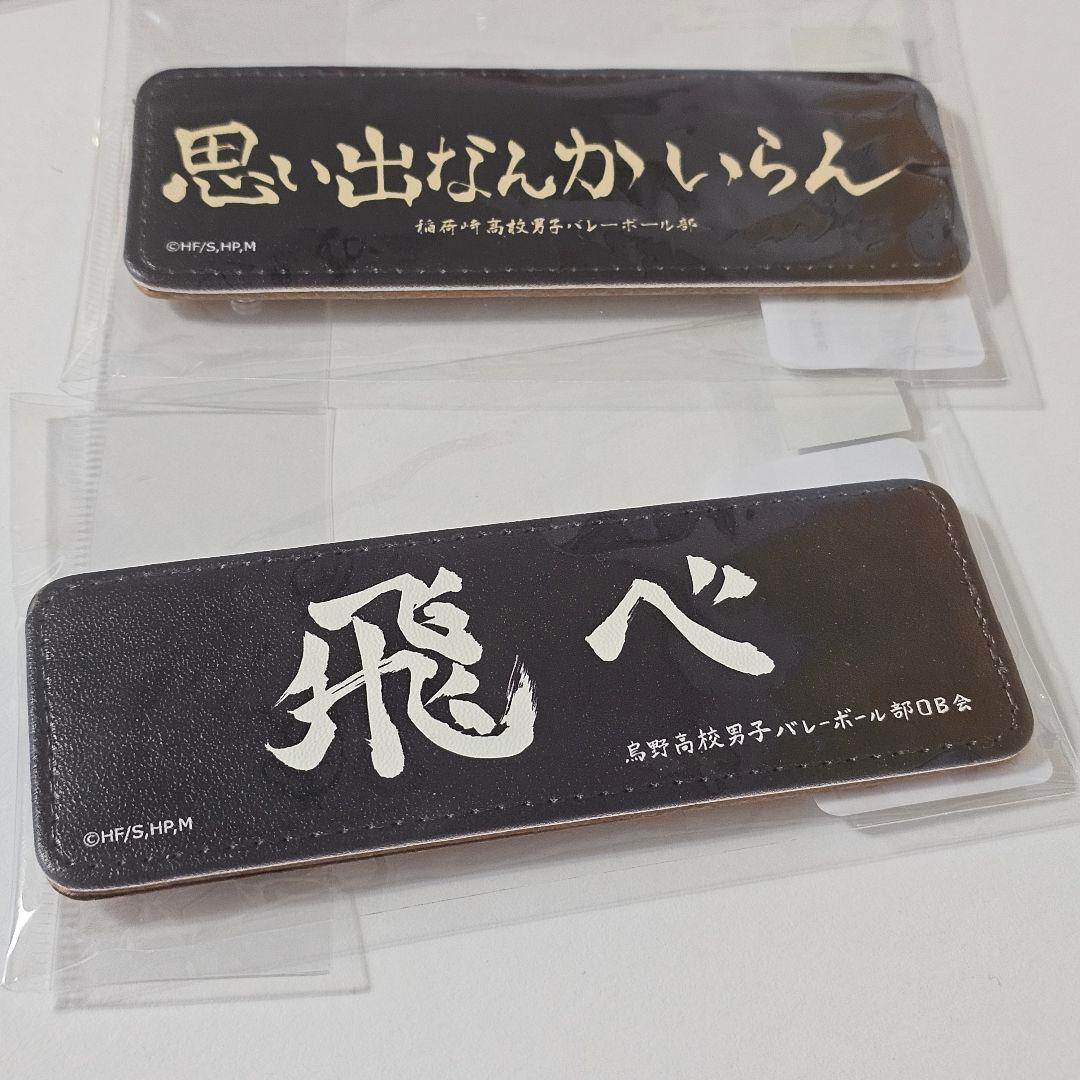 思い出なんかいらん
稲荷崎高校男子バレーボール部
©HF/S,HP,M
飛べ
烏野高校男子バレーボール部OB会
©HF/S,HP,M